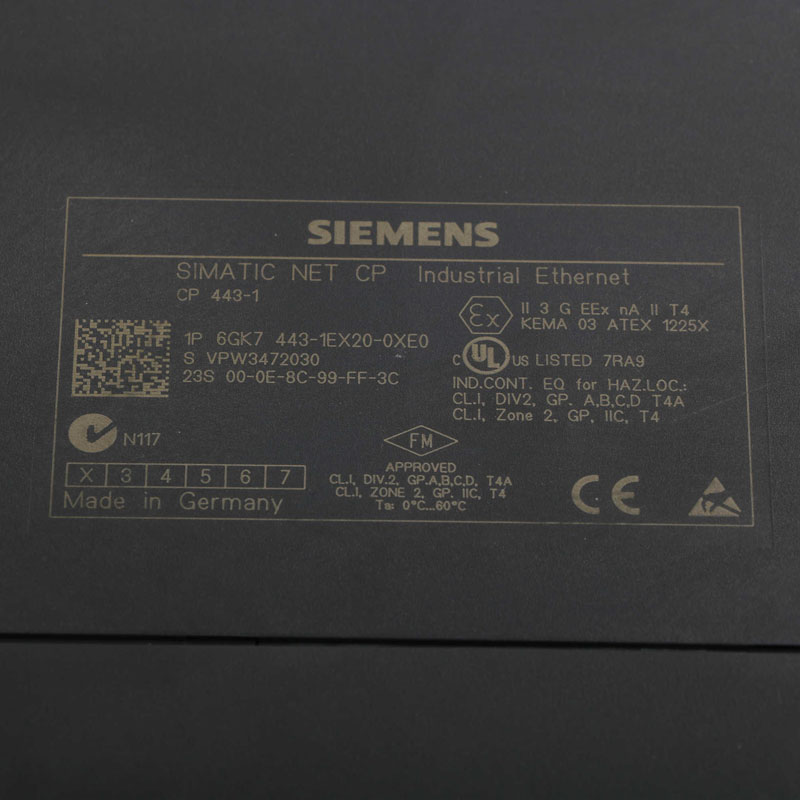 SIEMENS
SIMATIC NET CP Industrial Ethernet
CP 443-1
Ex
II 3 G EEx nA II T4
KEMA 03 ATEX 1225X
1P 6GK7 443-1EX20-0XE0
S VPW3472030
23S 00-0E-8C-99-FF-3C
C UL US LISTED 7RA9
IND.CONT. EQ for HAZ.LOC.:
CL.I, DIV2, GP. A,B,C,D T4A
CL.I, Zone 2, GP, IIC, T4
N117
FM
APPROVED
CL.I, DIV.2, GP.A,B,C,D, T4A
CL.I, ZONE 2, GP. IIC, T4
Ta: 0°C...60°C
X 3 4 5 6 7
Made in Germany
CE